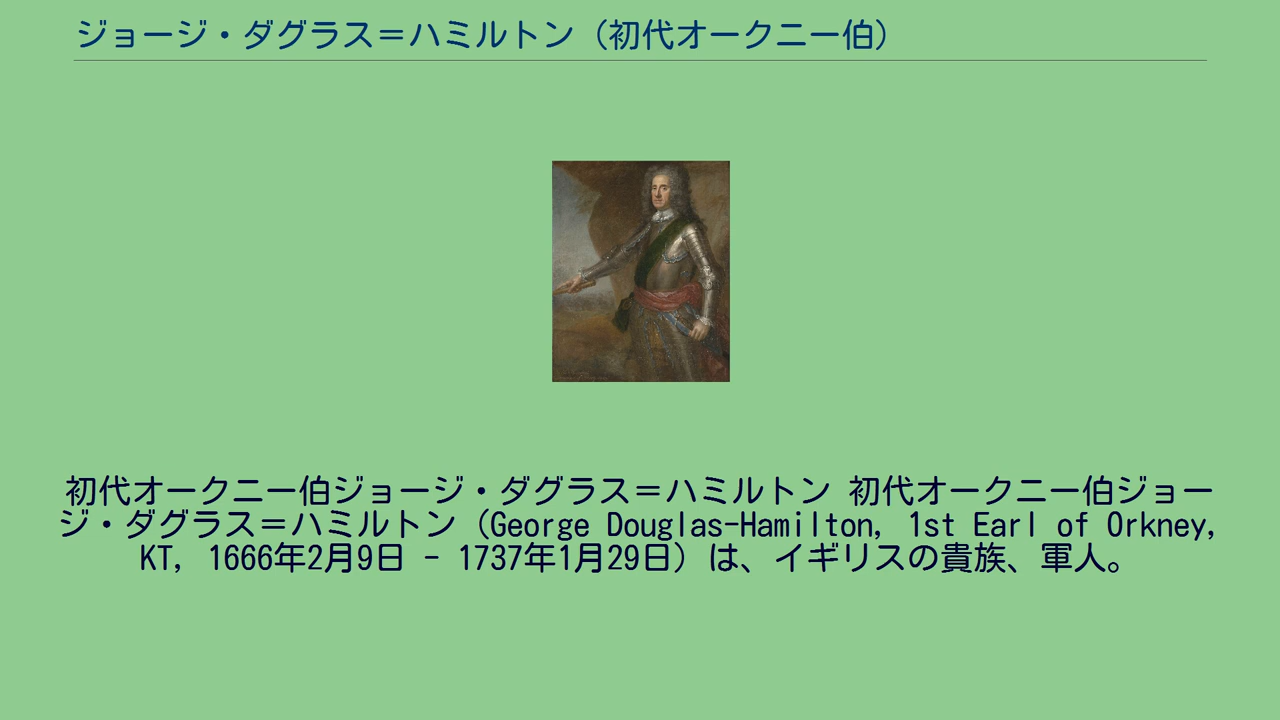 ジョージ・ダグラス＝ハミルトン（初代オークニー伯）
初代オークニー伯ジョージ・ダグラス＝ハミルトン 初代オークニー伯ジョー
ジ・ダグラス＝ハミルトン（George Douglas-Hamilton, 1st Earl of Orkney,
KT, 1666年2月9日 - 1737年1月29日）は、イギリスの貴族、軍人。